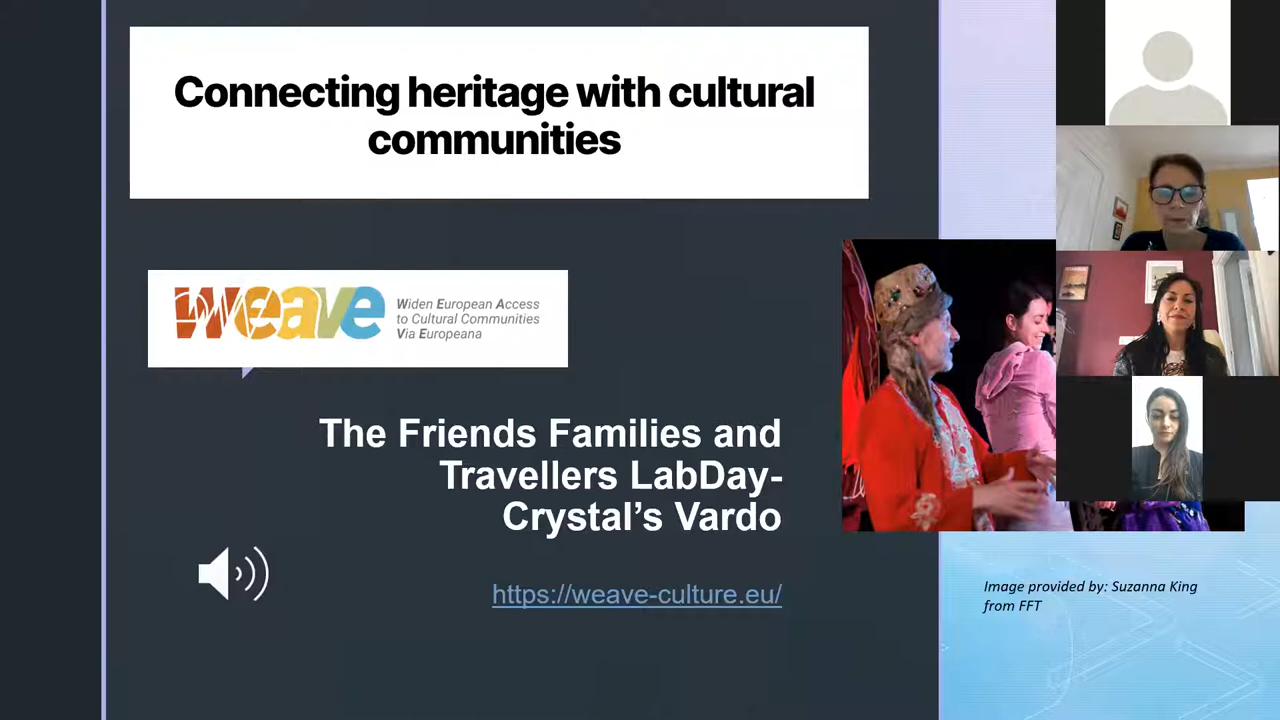 Connecting heritage with cultural
communities
weave
Widen European Access
to Cultural Communities
Via Europeana
The Friends Families and
Travellers LabDay-
Crystal’s Vardo
https://weave-culture.eu/
Image provided by: Suzanna King
from FFT